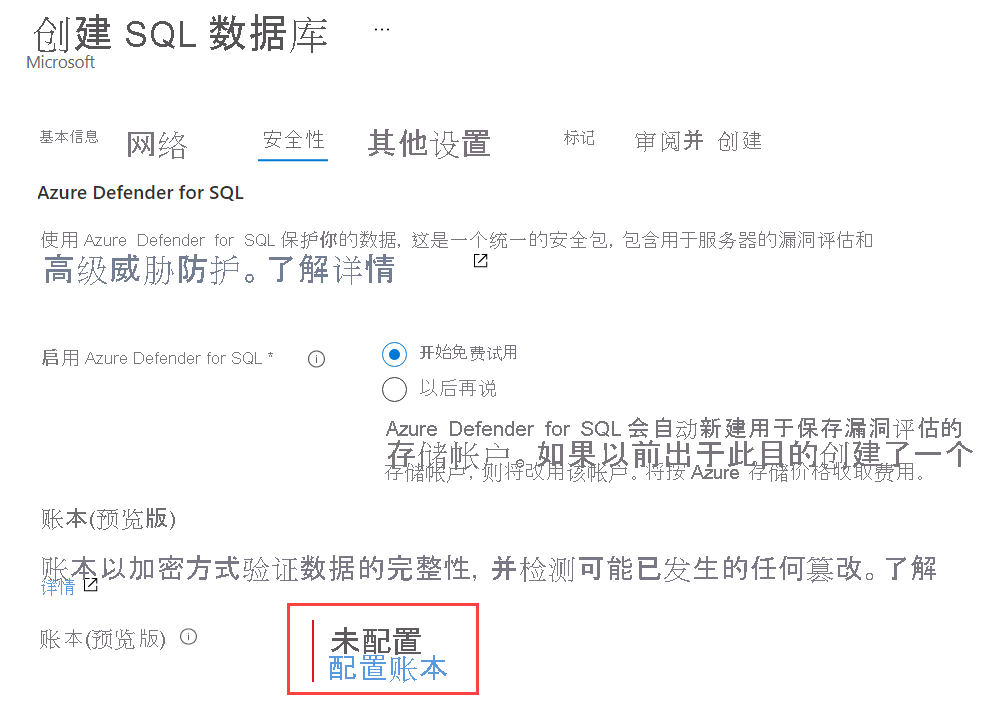 创建 SQL 数据库 ...
Microsoft
基本信息 网络 安全性 其他设置 标记 审阅并 创建
Azure Defender for SQL
使用 Azure Defender for SQL 保护你的数据, 这是一个统一的安全包, 包含用于服务器的漏洞评估和
高级威胁防护。了解详情
启用 Azure Defender for SQL *
开始免费试用
以后再说
Azure Defender for SQL 会自动新建用于保存漏洞评估的
存储帐户。如果以前出于此目的创建了一个
存储帐户, 则将改用该帐户。将按 Azure 存储价格收取费用。
账本(预览版)
账本以加密方式验证数据的完整性, 并检测可能已发生的任何篡改。了解
详情
账本(预览版)
未配置
配置账本